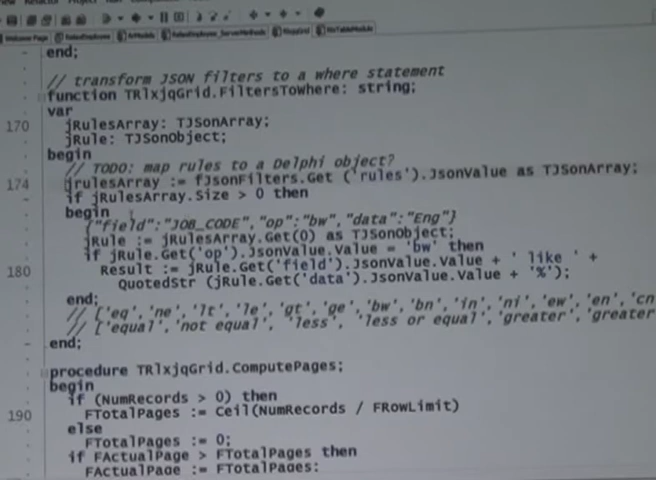 Welcome Page
end;
// transform JSON filters to a where statement
function TRlxjqGrid.FiltersToWhere: string;
var
170 jRulesArray: TJSonArray;
jRule: TJSonObject;
begin
// TODO: map rules to a Delphi object?
174 jrulesArray := fJsonFilters.Get ('rules').JsonValue as TJSonArray;
if jRulesArray.Size > 0 then
begin
{"field":"JOB_CODE","op":"bw","data":"Eng"}
jRule := jRulesArray.Get(0) as TJSonObject;
if jRule.Get('op').JsonValue.Value = 'bw' then
180 Result := jRule.Get('field').JsonValue.Value + ' like ' +
QuotedStr (jRule.Get('data').JsonValue.Value + '%');
end;
// ['eq','ne','lt','le','gt','ge','bw','bn','in','ni','ew','en','cn
// ['equal','not equal', 'less', 'less or equal','greater','greater
end;
procedure TRlxjqGrid.ComputePages;
begin
if (NumRecords > 0) then
190 FTotalPages := Ceil(NumRecords / FRowLimit)
else
FTotalPages := 0;
if FActualPage > FTotalPages then
FActualPage := FTotalPages: